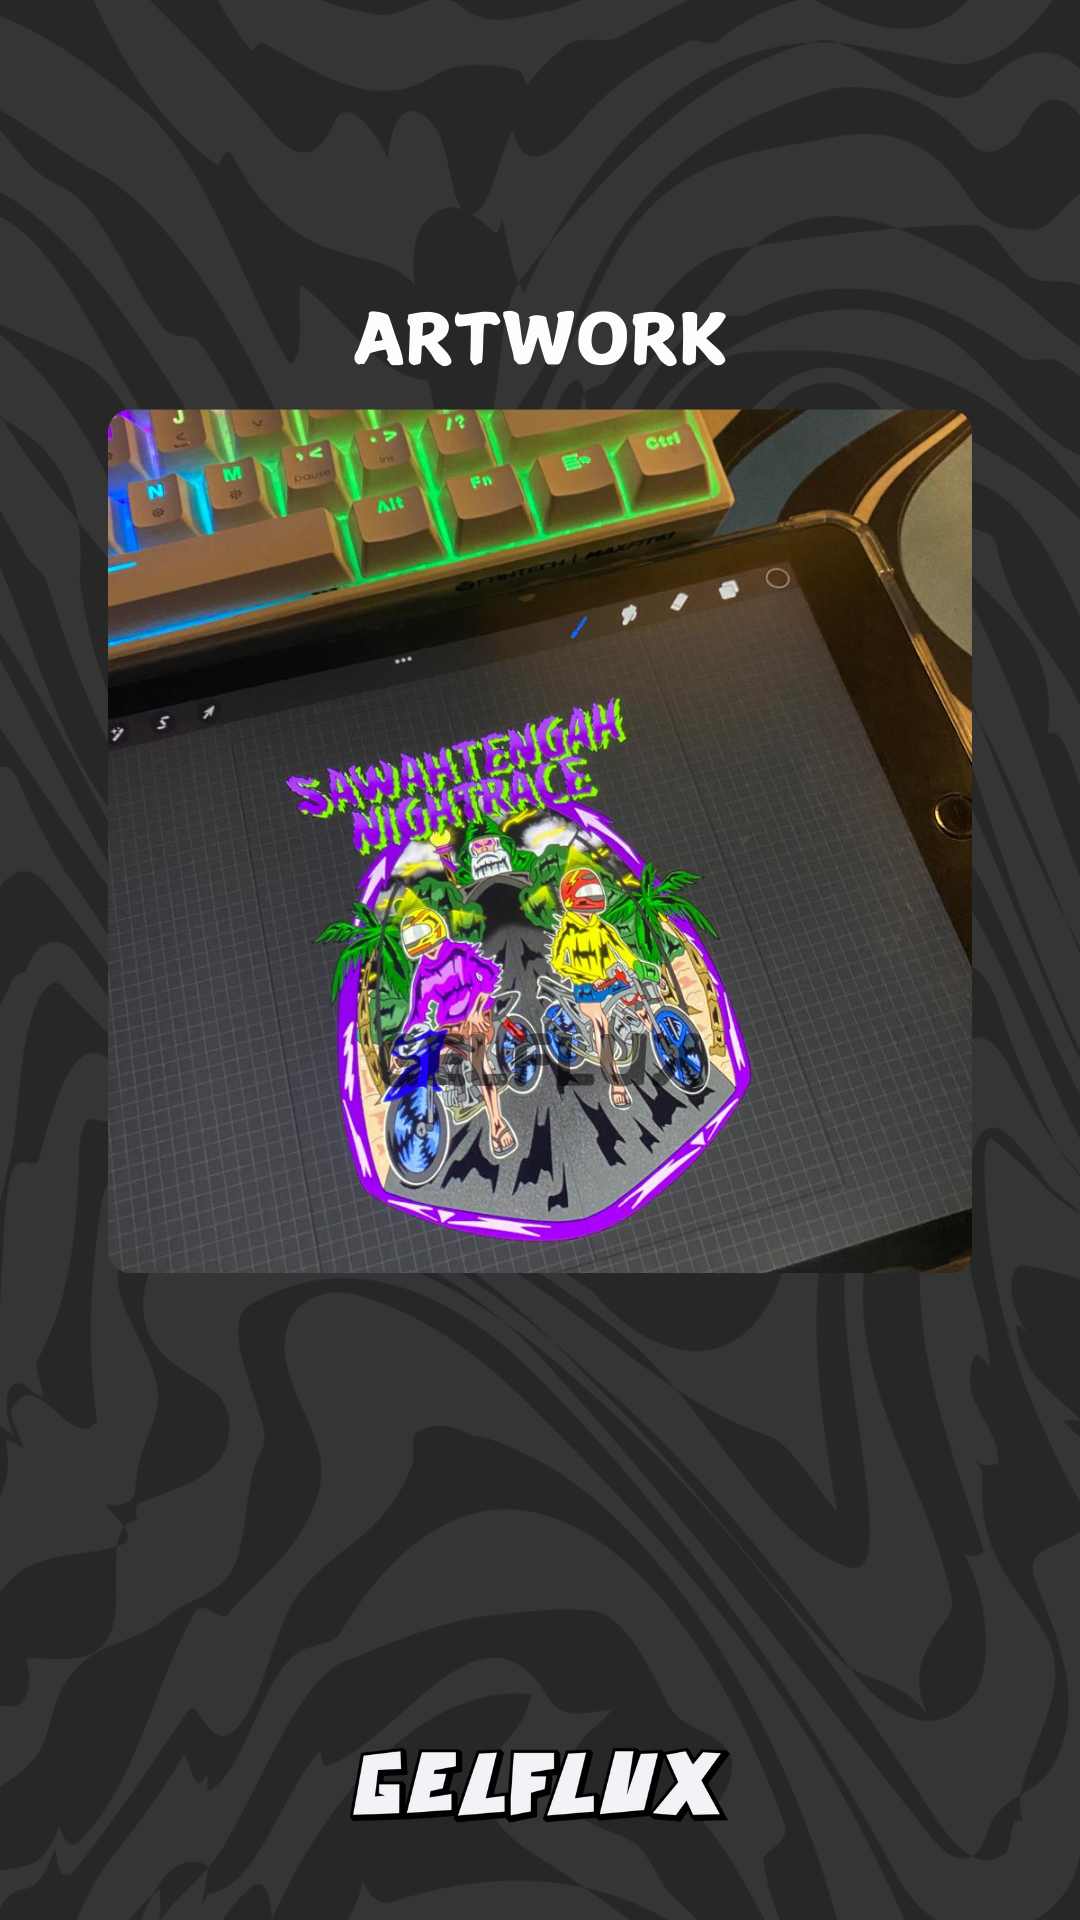 ARTWORK
J
V
N
M
, <
pause
. >
ins
/?
Alt
Fn
Ctrl
FANTECH | MAXFIT61
S
SAWAHTENGAH
NIGHTRACE
GELFLUX
GELFLUX